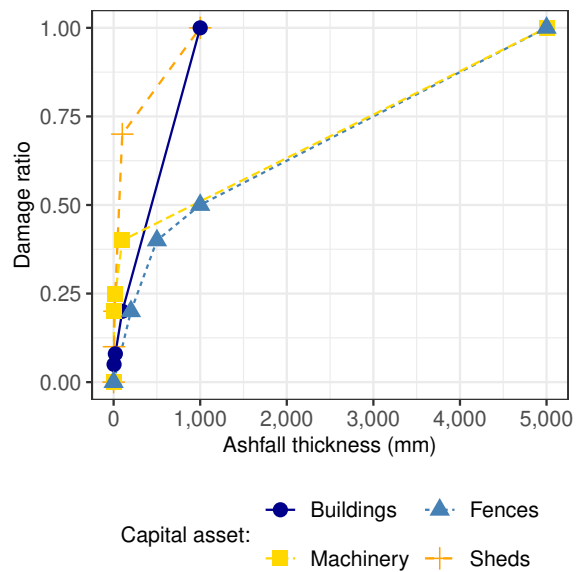 1.00
0.75
0.50
0.25
0.00
Damage ratio
0 1,000 2,000 3,000 4,000 5,000
Ashfall thickness (mm)
Capital asset:
Buildings Fences
Machinery Sheds